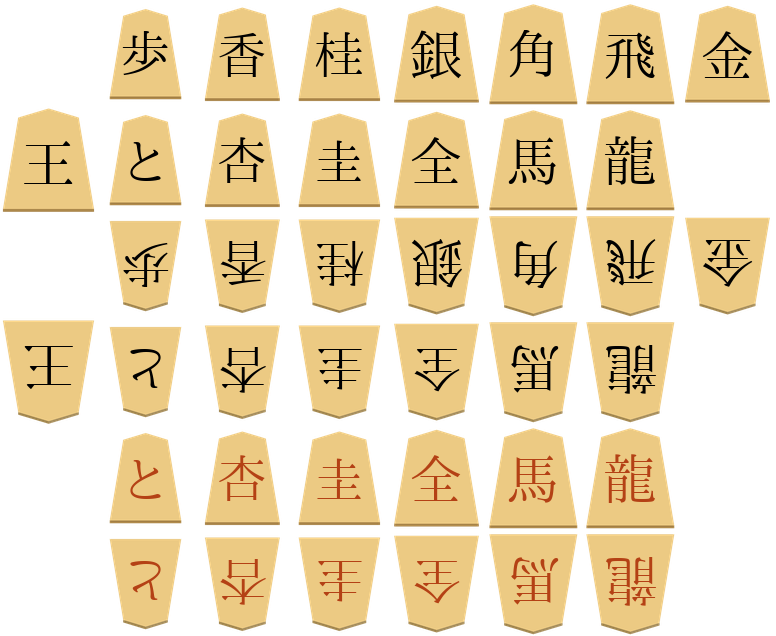 歩 香 桂 銀 角 飛 金
王 と 杏 圭 全 馬 龍
歩 香 桂 銀 角 飛 金
王 と 杏 圭 全 馬 龍
と 杏 圭 全 馬 龍
と 杏 圭 全 馬 龍